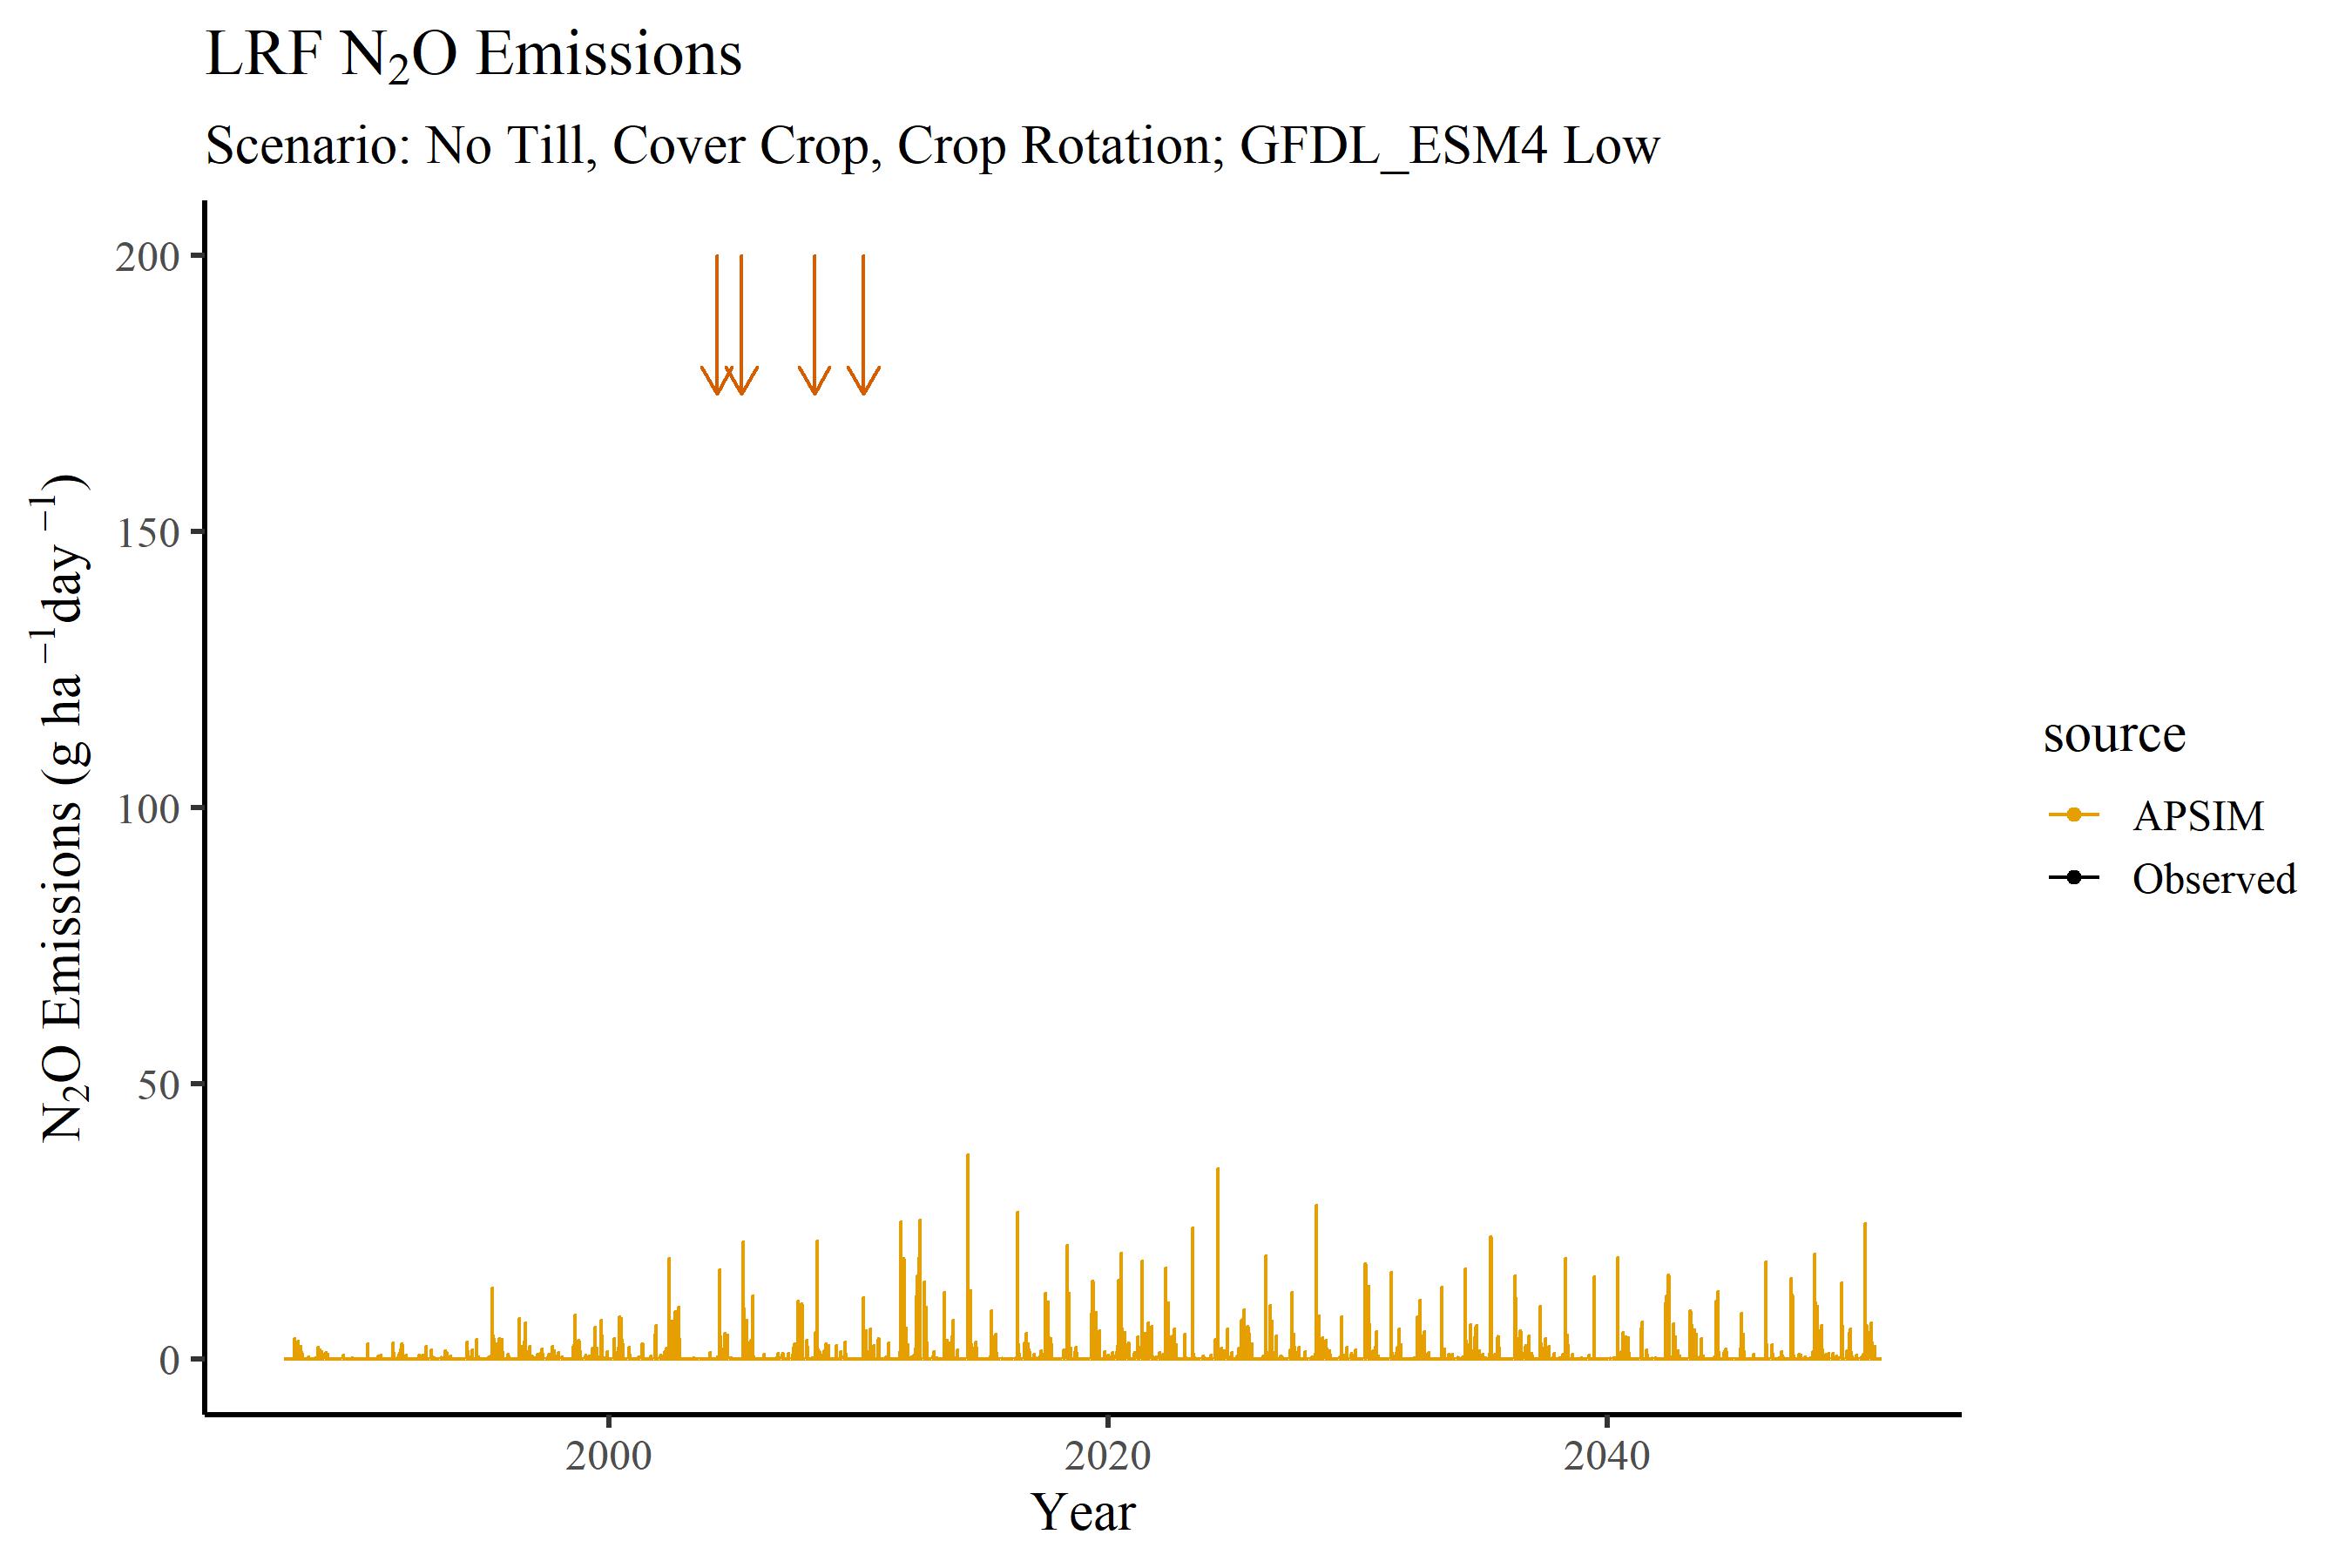 LRF N₂O Emissions
Scenario: No Till, Cover Crop, Crop Rotation; GFDL_ESM4 Low
N₂O Emissions (g ha ⁻¹day ⁻¹)
200
150
100
50
0
2000
2020
2040
Year
source
APSIM
Observed